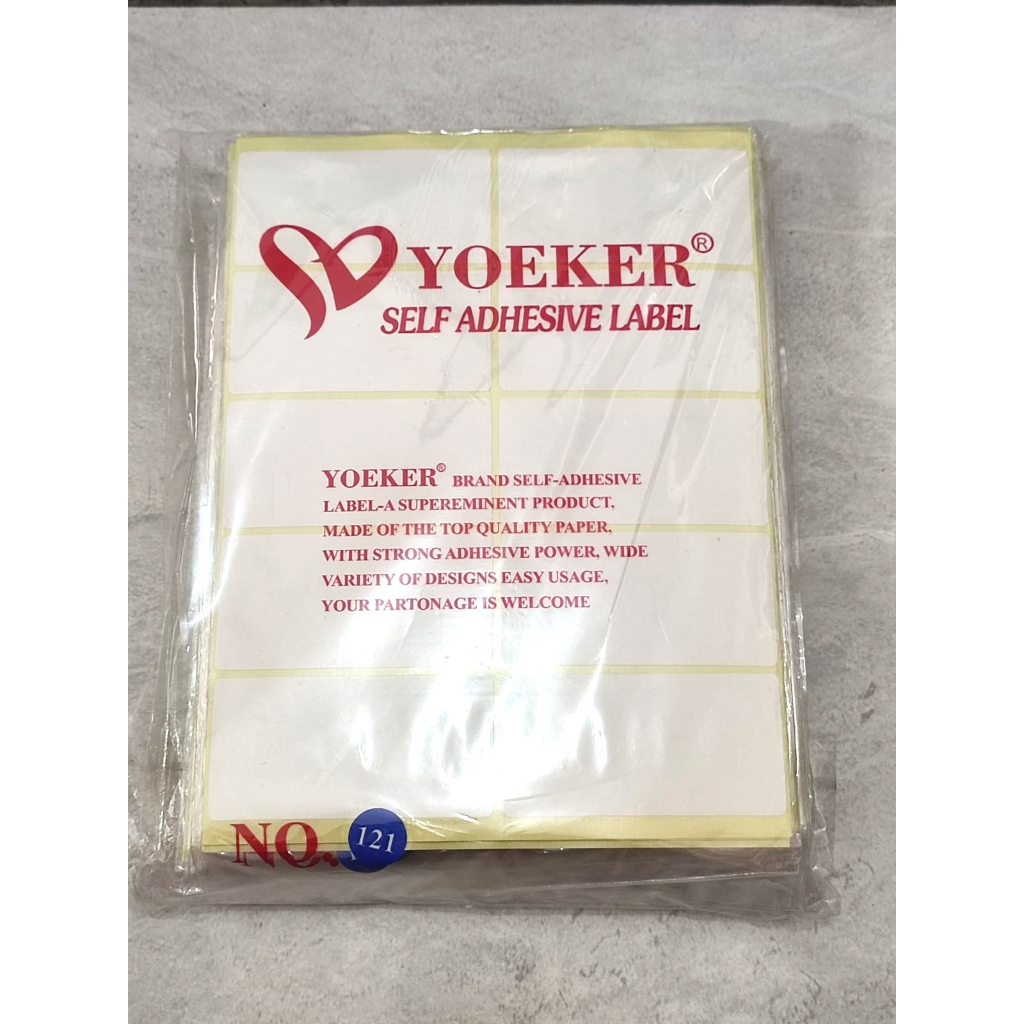 YOEKER®
SELF ADHESIVE LABEL
YOEKER® BRAND SELF-ADHESIVE
LABEL-A SUPEREMINENT PRODUCT,
MADE OF THE TOP QUALITY PAPER,
WITH STRONG ADHESIVE POWER, WIDE
VARIETY OF DESIGNS EASY USAGE,
YOUR PARTONAGE IS WELCOME
NO. 121